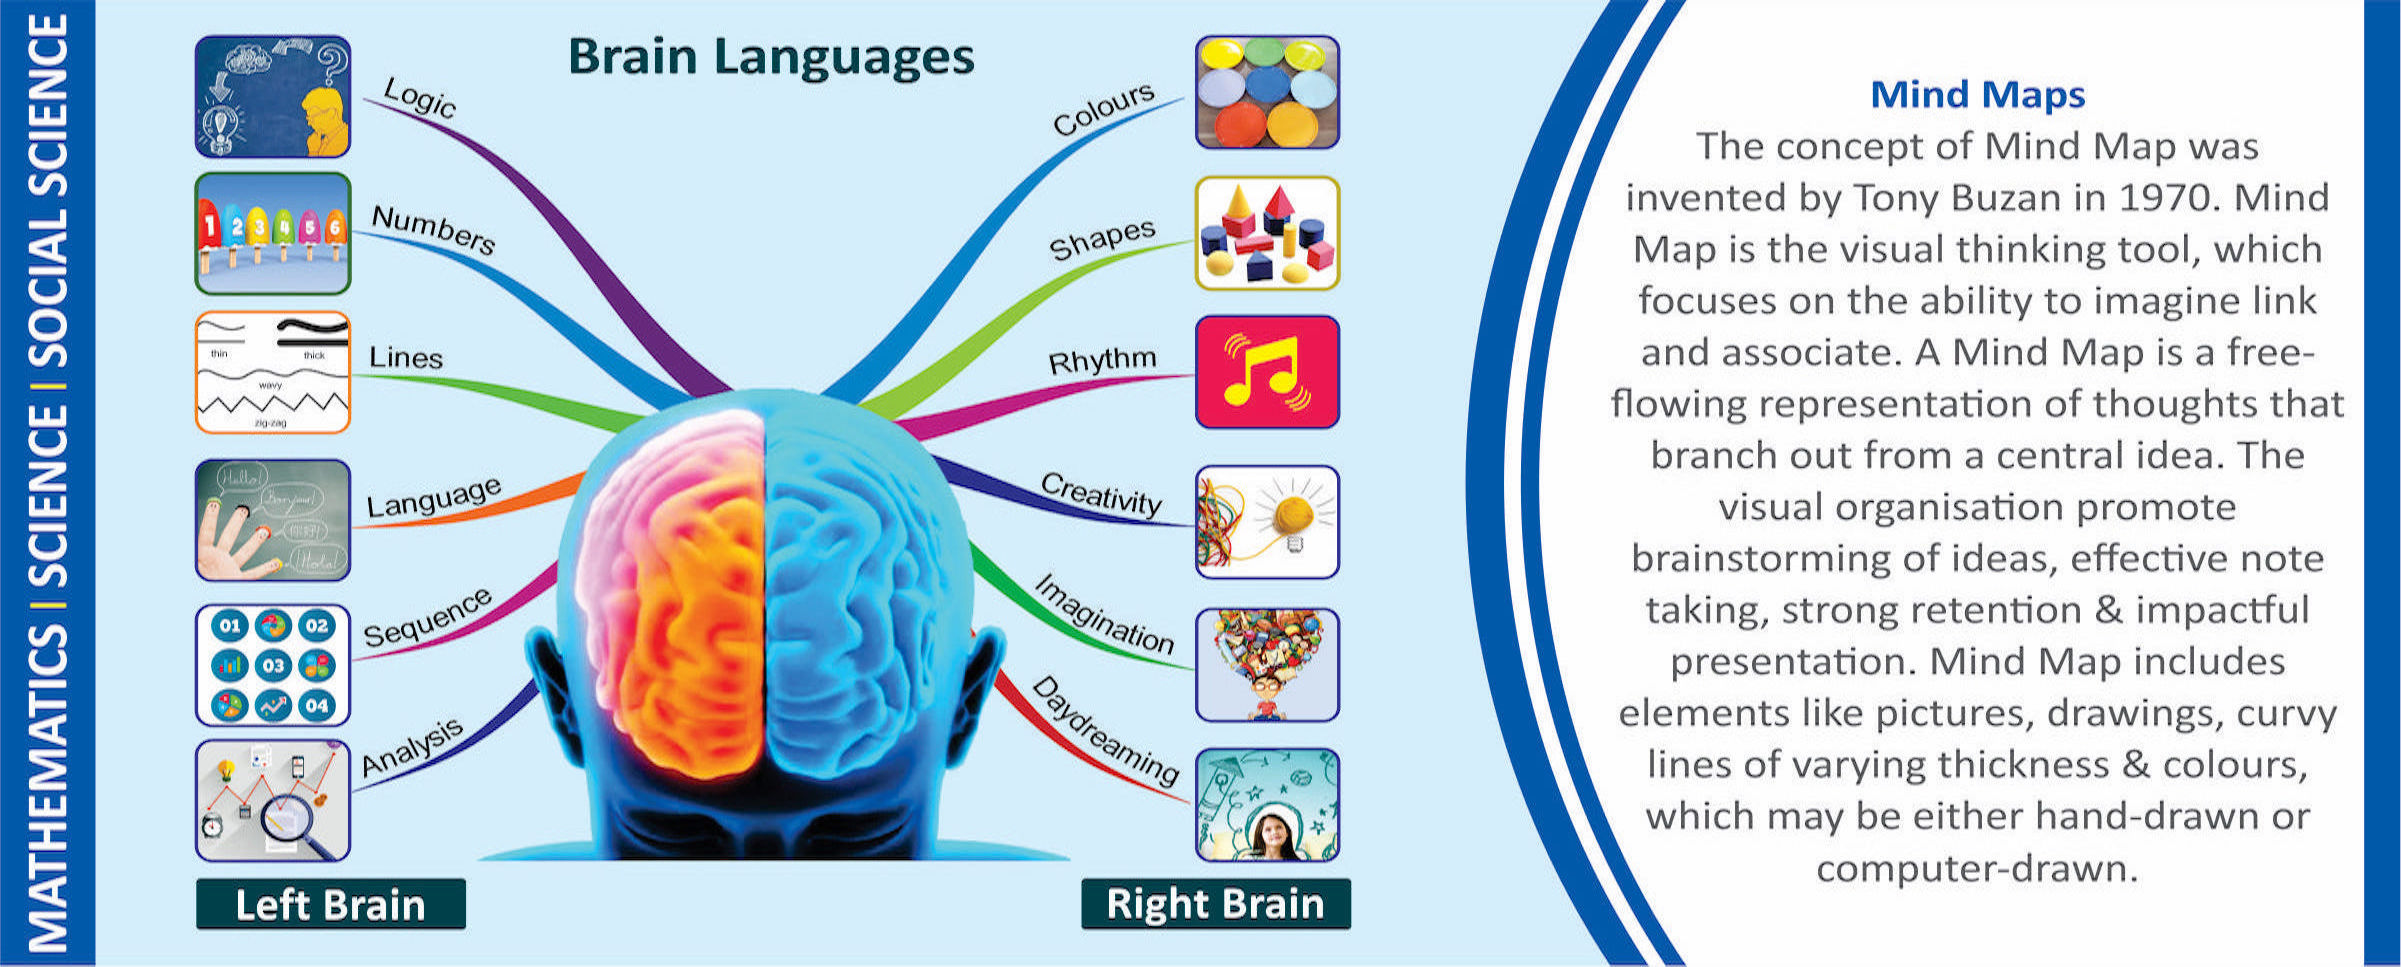 MATHEMATICS | SCIENCE | SOCIAL SCIENCE
Brain Languages
Logic
Numbers
1 2 3 4 5 6
Lines
thin
thick
wavy
zig-zag
Language
Hello!
Bonjour!
Hola!
Sequence
01 02
03
04
Analysis
Left Brain
Colours
Shapes
Rhythm
Creativity
Imagination
Daydreaming
Right Brain
Mind Maps
The concept of Mind Map was
invented by Tony Buzan in 1970. Mind
Map is the visual thinking tool, which
focuses on the ability to imagine link
and associate. A Mind Map is a free-
flowing representation of thoughts that
branch out from a central idea. The
visual organisation promote
brainstorming of ideas, effective note
taking, strong retention & impactful
presentation. Mind Map includes
elements like pictures, drawings, curvy
lines of varying thickness & colours,
which may be either hand-drawn or
computer-drawn.